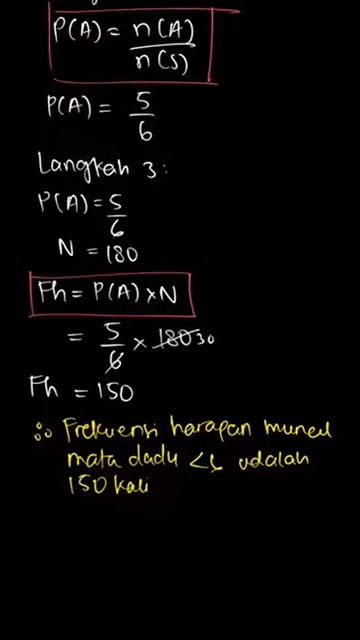 P(A) = n(A)/n(S)
P(A) = 5/6
Langkah 3:
P(A) = 5/6
N = 180
Fh = P(A) x N
= 5/6 x 180 30
Fh = 150
∴ Frekuensi harapan muncul
mata dadu < adalah
150 kali